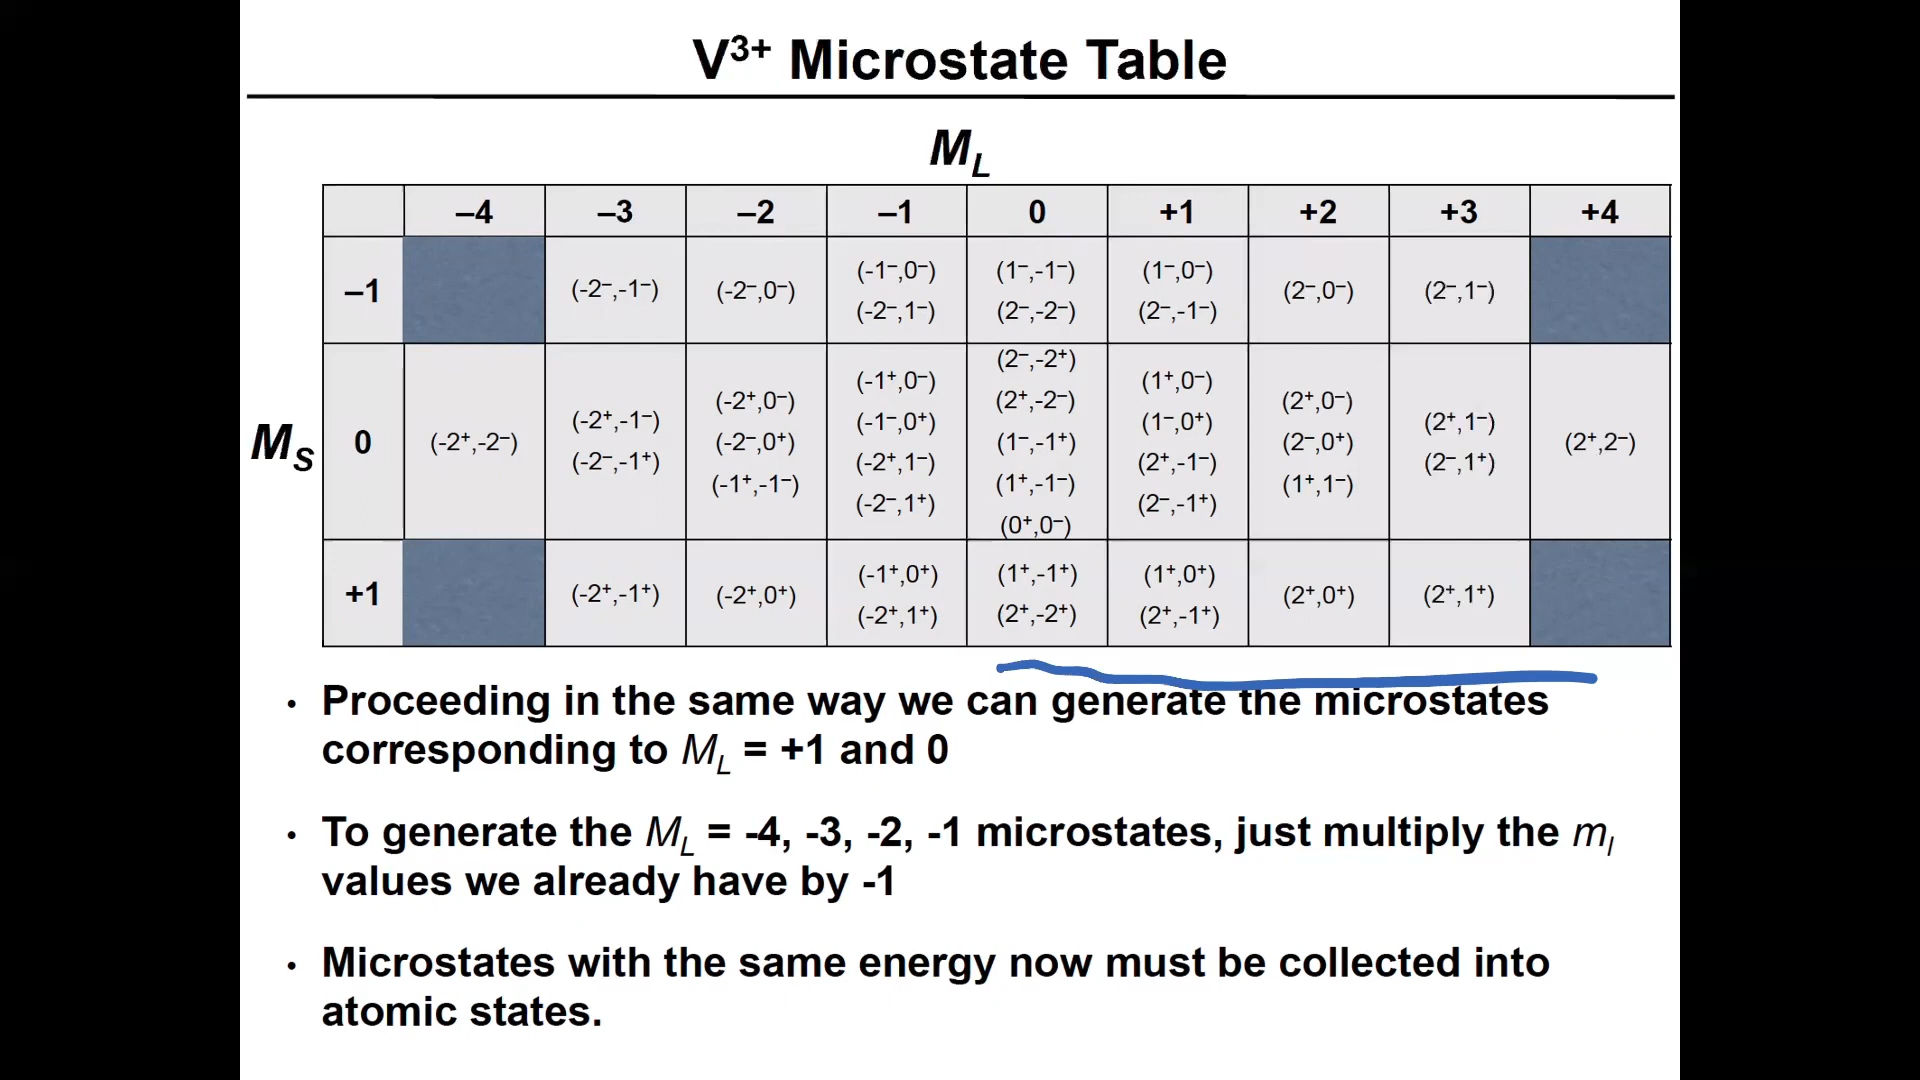 V³⁺ Microstate Table
M_L
–4 –3 –2 –1 0 +1 +2 +3 +4
–1 (-2⁻,-1⁻) (-2⁻,0⁻) (-1⁻,0⁻) (-2⁻,1⁻) (1⁻,-1⁻) (2⁻,-2⁻) (1⁻,0⁻) (2⁻,-1⁻) (2⁻,0⁻) (2⁻,1⁻)
M_S
0 (-2⁺,-2⁻) (-2⁺,-1⁻) (-2⁻,-1⁺) (-2⁺,0⁻) (-2⁻,0⁺) (-1⁺,-1⁻) (-1⁺,0⁻) (-1⁻,0⁺) (-2⁺,1⁻) (-2⁻,1⁺) (2⁻,-2⁺) (2⁺,-2⁻) (1⁻,-1⁺) (1⁺,-1⁻) (0⁺,0⁻) (1⁺,0⁻) (1⁻,0⁺) (2⁺,-1⁻) (2⁻,-1⁺) (2⁺,0⁻) (2⁻,0⁺) (1⁺,1⁻) (2⁺,1⁻) (2⁻,1⁺) (2⁺,2⁻)
+1 (-2⁺,-1⁺) (-2⁺,0⁺) (-1⁺,0⁺) (-2⁺,1⁺) (1⁺,-1⁺) (2⁺,-2⁺) (1⁺,0⁺) (2⁺,-1⁺) (2⁺,0⁺) (2⁺,1⁺)
• Proceeding in the same way we can generate the microstates
corresponding to M_L = +1 and 0
• To generate the M_L = -4, -3, -2, -1 microstates, just multiply the m_l
values we already have by -1
• Microstates with the same energy now must be collected into
atomic states.